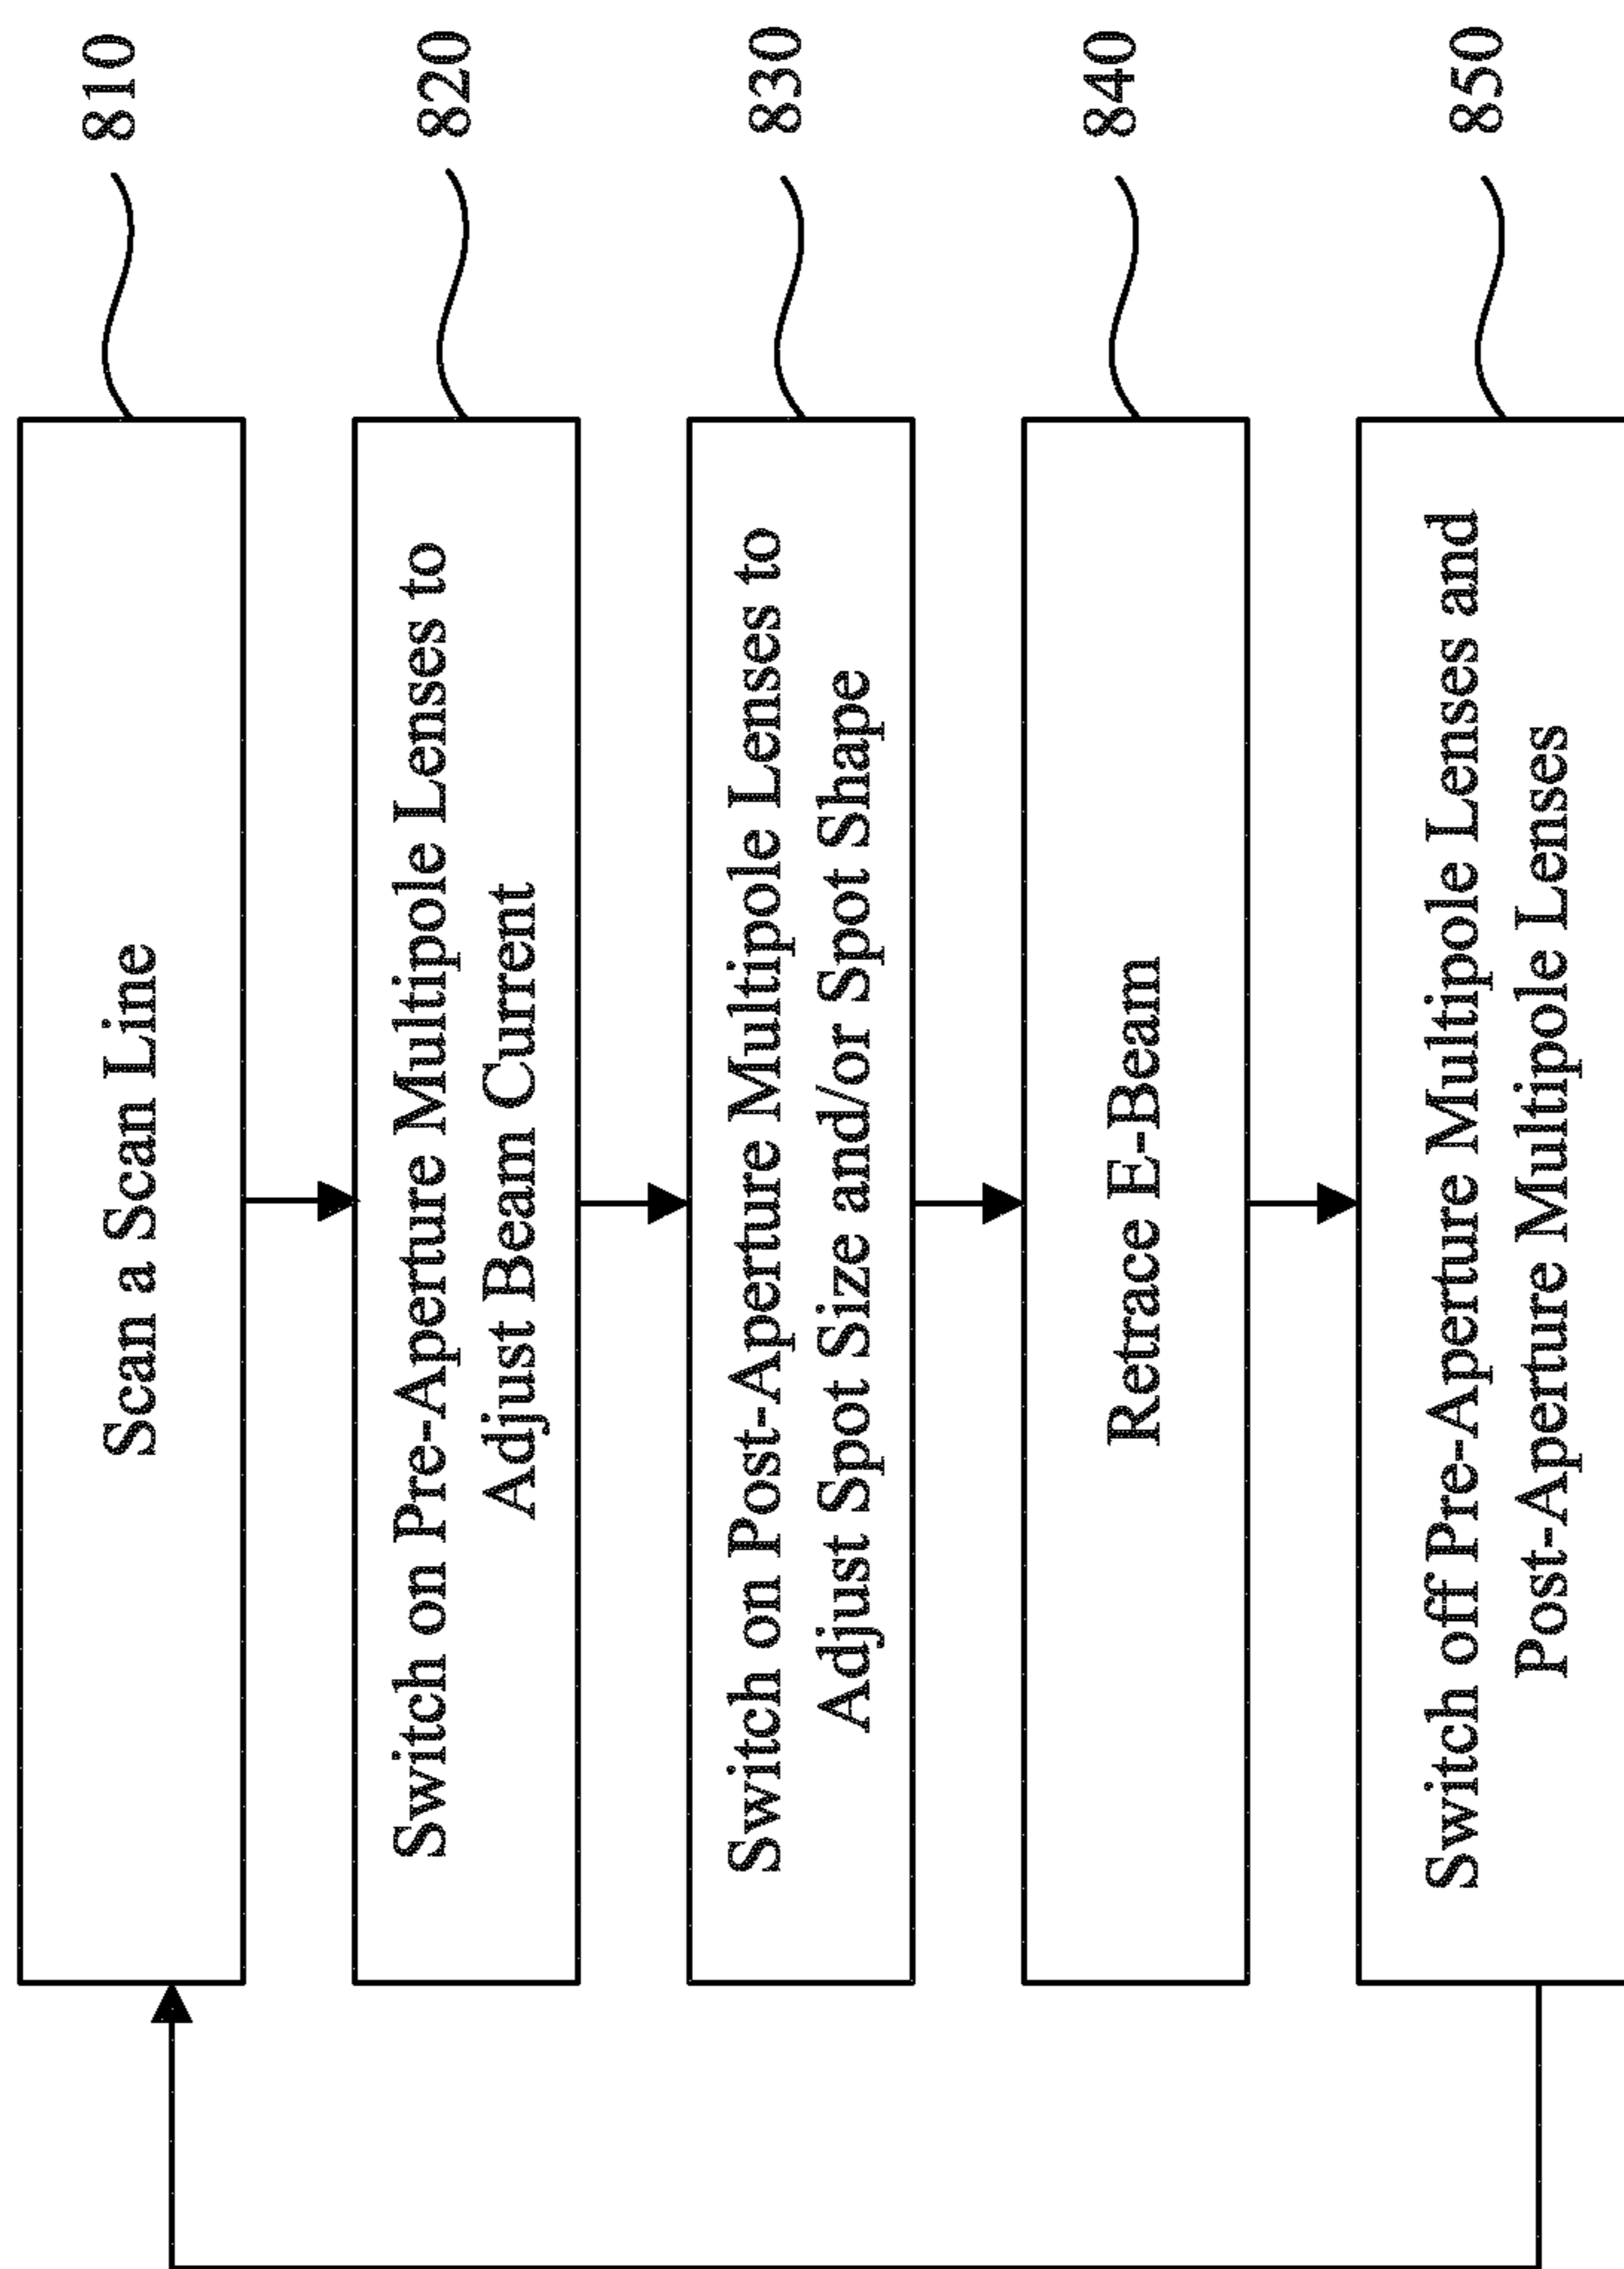 Scan a Scan Line
810
Switch on Pre-Aperture Multipole Lenses to
Adjust Beam Current
820
Switch on Post-Aperture Multipole Lenses to
Adjust Spot Size and/or Spot Shape
830
Retrace E-Beam
840
Switch off Pre-Aperture Multipole Lenses and
Post-Aperture Multipole Lenses
850